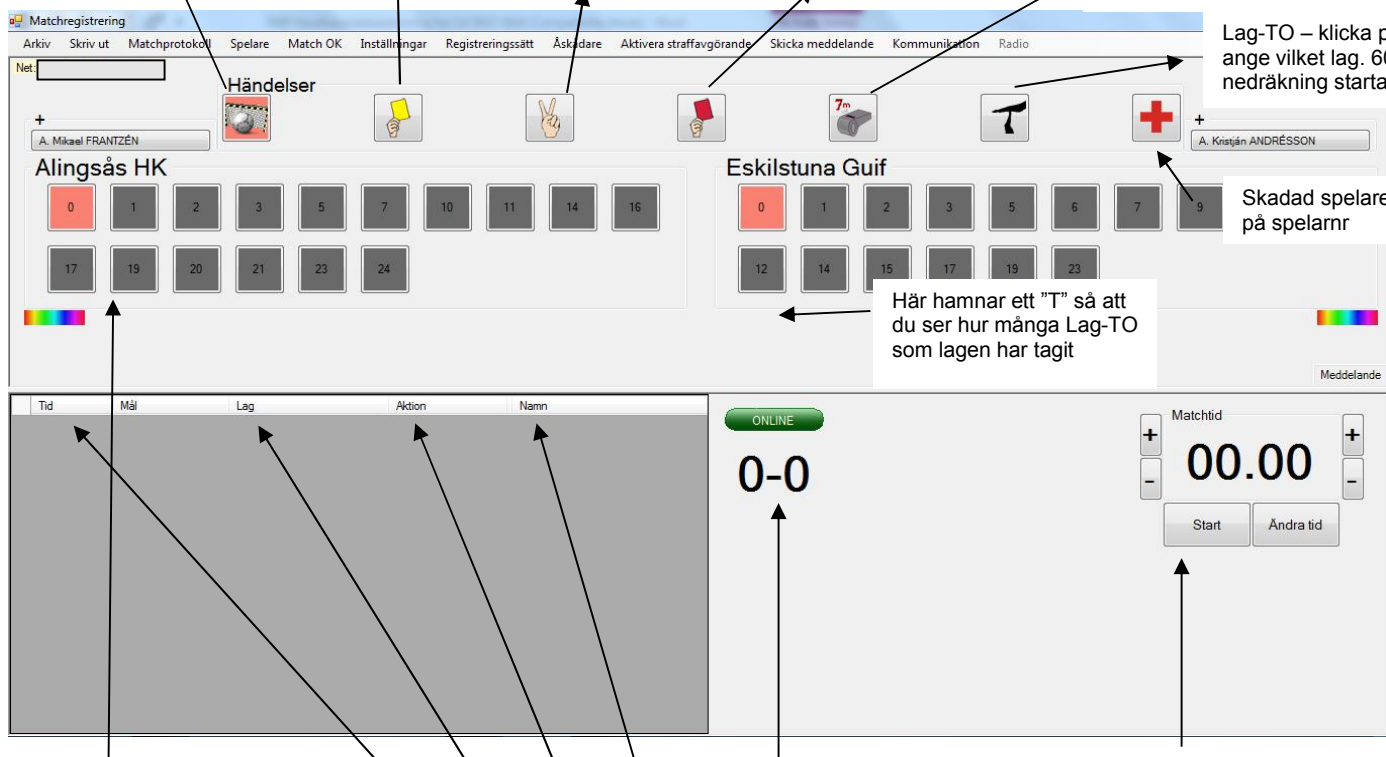 Matchregistrering
Arkiv Skriv ut Matchprotokoll Spelare Match OK Inställningar Registreringssätt Åskådare Aktivera straffavgörande Skicka meddelande Kommunikation Radio
Lag-TO – klicka p
ange vilket lag. 60
nedräkning starta
Net:
Händelser
7m
+
A. Mikael FRANTZÉN
+
A. Kristján ANDRÉSSON
Alingsås HK
0 1 2 3 5 7 10 11 14 16
17 19 20 21 23 24
Eskilstuna Guif
0 1 2 3 5 6 7 9
12 14 15 17 19 23
Skadad spelare
på spelarnr
Här hamnar ett ”T” så att
du ser hur många Lag-TO
som lagen har tagit
Meddelande
Tid Mål Lag Aktion Namn
ONLINE
0-0
Matchtid
+ +
00.00
- -
Start Ändra tid